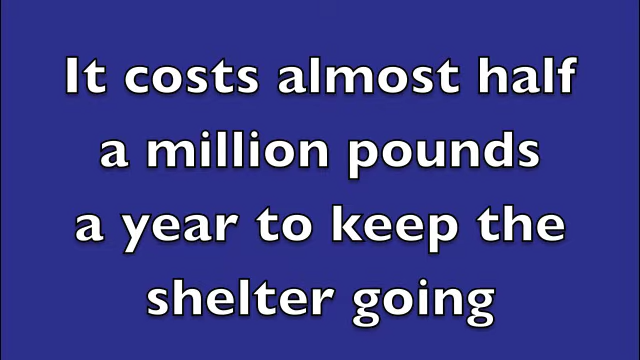 It costs almost half
a million pounds
a year to keep the
shelter going